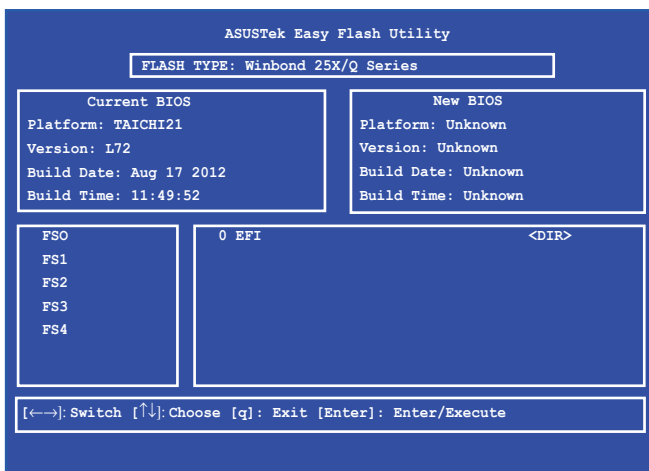 ASUSTek Easy Flash Utility
FLASH TYPE: Winbond 25X/Q Series
Current BIOS
Platform: TAICHI21
Version: L72
Build Date: Aug 17 2012
Build Time: 11:49:52
New BIOS
Platform: Unknown
Version: Unknown
Build Date: Unknown
Build Time: Unknown
FSO
FS1
FS2
FS3
FS4
0 EFI <DIR>
[←→]: Switch [↑↓]: Choose [q]: Exit [Enter]: Enter/Execute